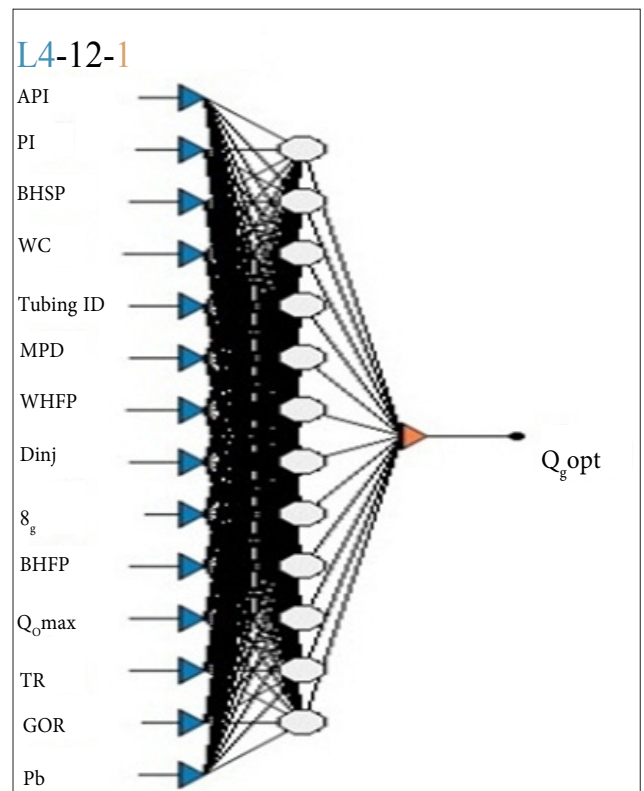 L4-12-1
API
PI
BHSP
WC
Tubing ID
MPD
WHFP
Dinj
8g
BHFP
Qgopt
QOmax
TR
GOR
Pb